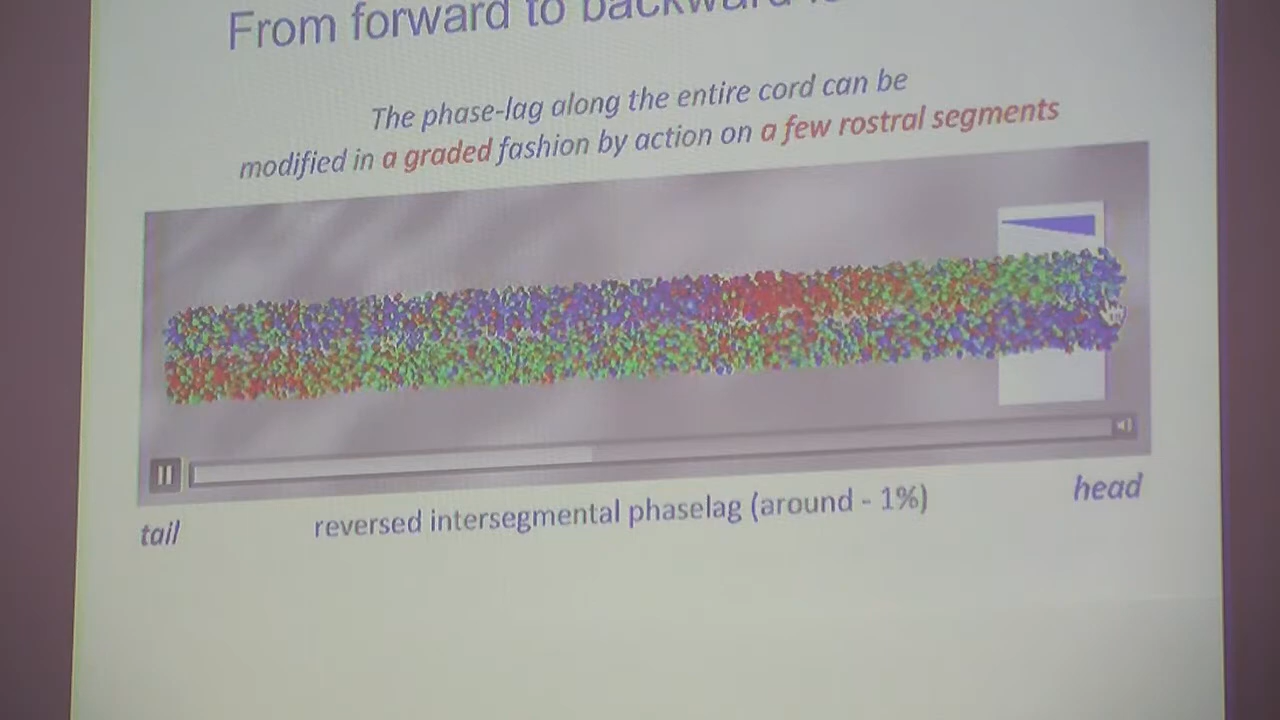 From forward to backward
The phase-lag along the entire cord can be
modified in a graded fashion by action on a few rostral segments
tail
reversed intersegmental phaselag (around - 1%)
head